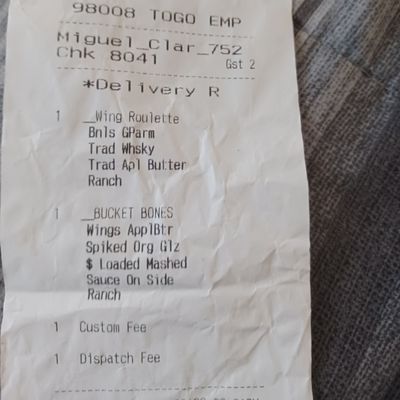 98008 TOGO EMP
Miguel_Clar_752
Chk 8041 Gst 2
*Delivery R
1 __Wing Roulette
Bnls GParm
Trad Whsky
Trad Apl Butter
Ranch
1 __BUCKET BONES
Wings ApplBtr
Spiked Org Glz
$ Loaded Mashed
Sauce On Side
Ranch
1 Custom Fee
1 Dispatch Fee